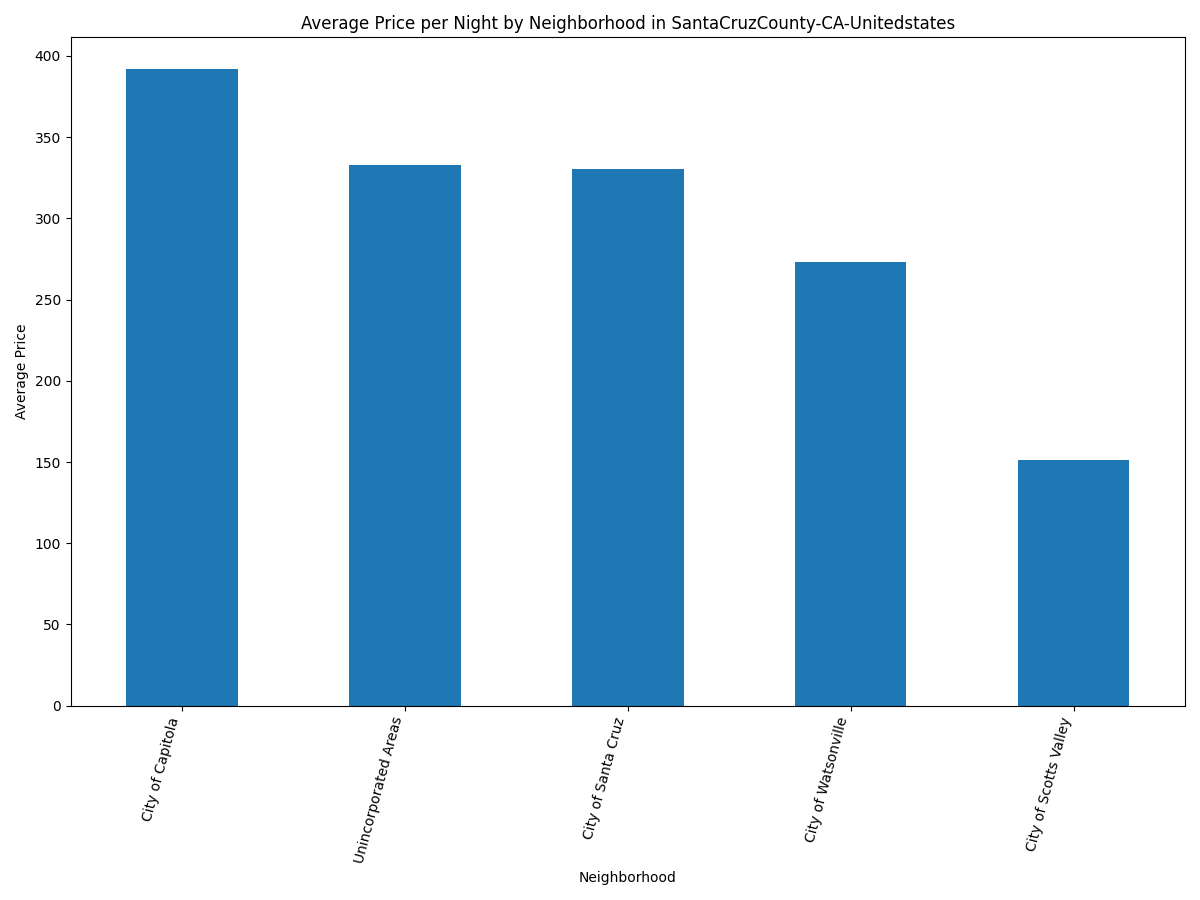 Average Price per Night by Neighborhood in SantaCruzCounty-CA-Unitedstates
Average Price
400
350
300
250
200
150
100
50
0
City of Capitola
Unincorporated Areas
City of Santa Cruz
City of Watsonville
City of Scotts Valley
Neighborhood